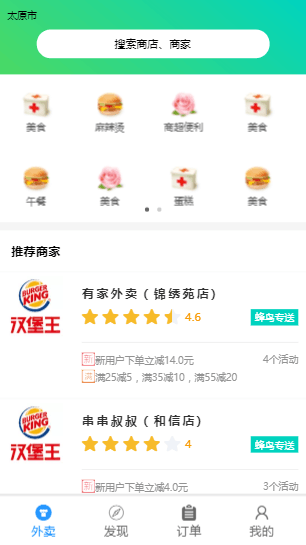 太原市
搜索商店、商家
美食 麻辣烫 商超便利 美食
午餐 美食 蛋糕 美食
推荐商家
BURGER KING
汉堡王
有家外卖(锦绣苑店)
4.6 蜂鸟专送
新 新用户下单立减14.0元 4个活动
满 满25减5，满35减10，满55减20
BURGER KING
汉堡王
串串叔叔(和信店)
4 蜂鸟专送
新 新用户下单立减4.0元 3个活动
外卖 发现 订单 我的